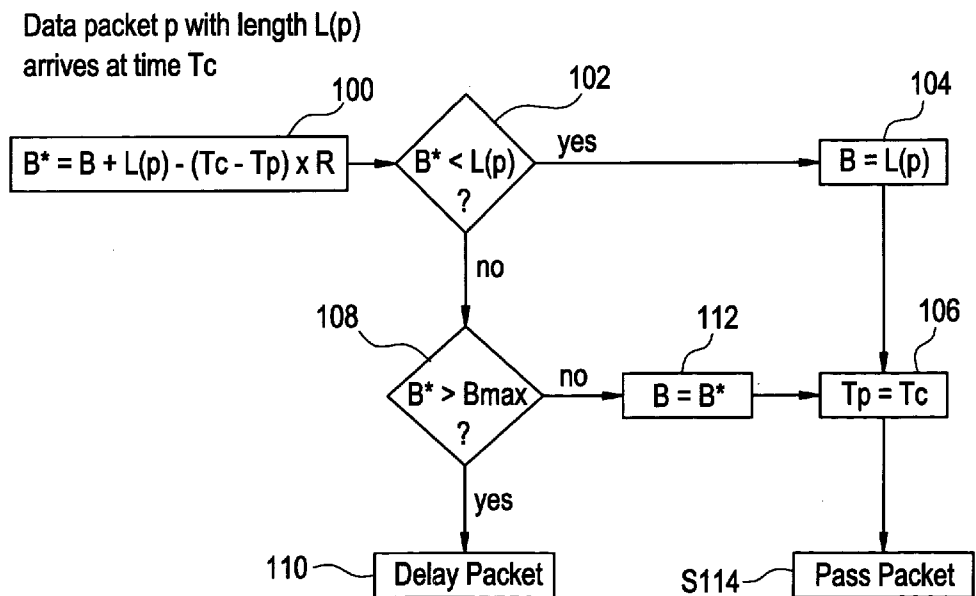 Data packet p with length L(p)
arrives at time Tc
100
102
104
B* = B + L(p) - (Tc - Tp) x R
B* < L(p)
?
yes
B = L(p)
no
108
112
106
B* > Bmax
?
no
B = B*
Tp = Tc
yes
110
Delay Packet
S114
Pass Packet